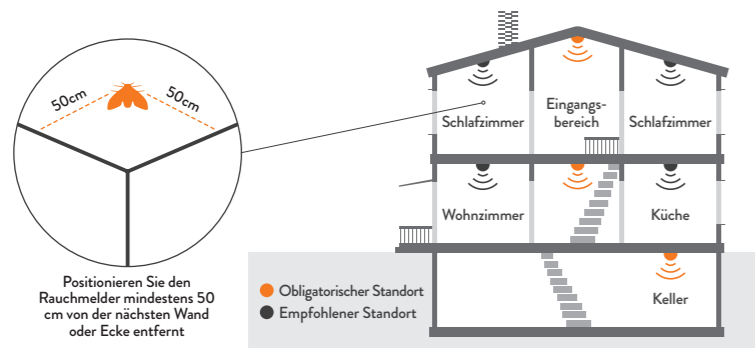 50cm
50cm
Positionieren Sie den
Rauchmelder mindestens 50
cm von der nächsten Wand
oder Ecke entfernt
Schlafzimmer
Eingangs-
bereich
Schlafzimmer
Wohnzimmer
Küche
Obligatorischer Standort
Empfohlener Standort
Keller